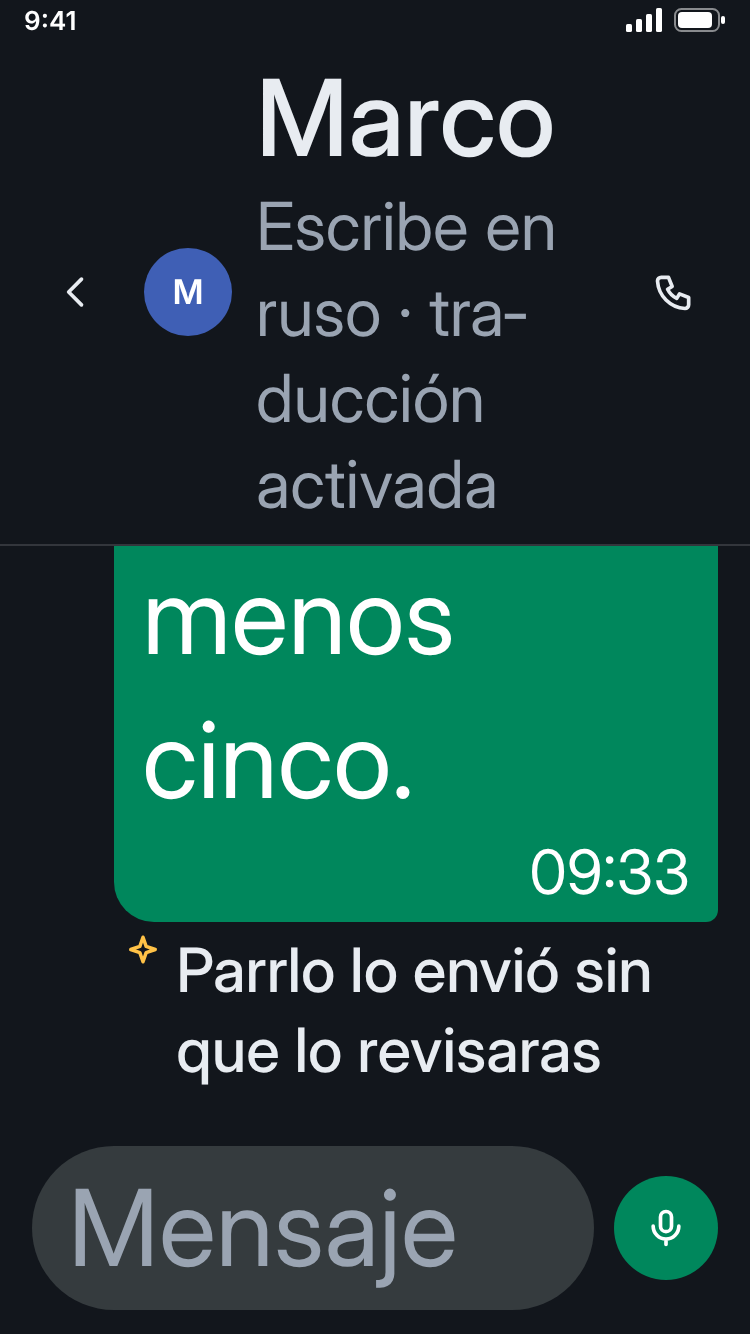 9:41
Marco
Escribe en
ruso · tra-
ducción
activada
M
menos
cinco.
09:33
Parrlo lo envió sin
que lo revisaras
Mensaje